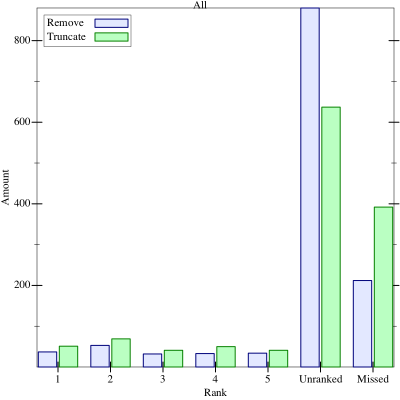 All
Remove
Truncate
800
600
400
200
Amount
1 2 3 4 5 Unranked Missed
Rank